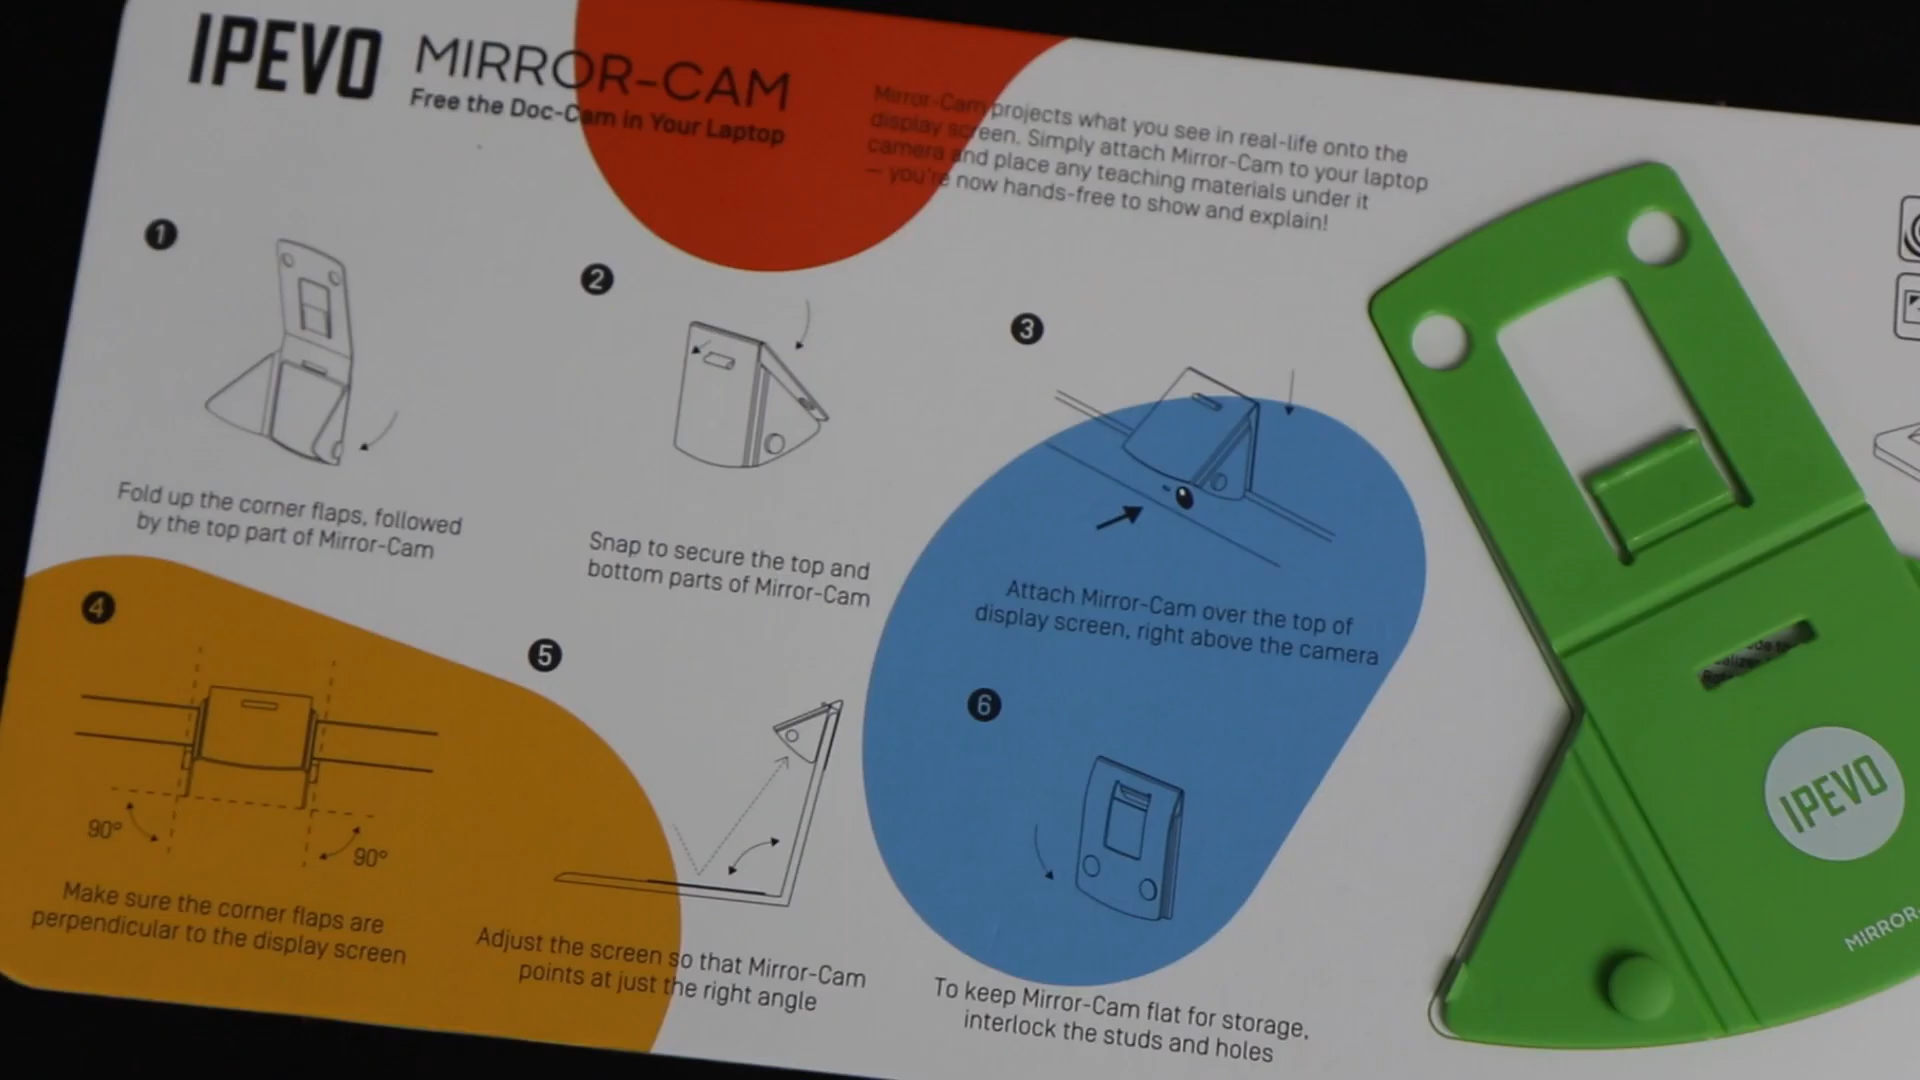 IPEVO
MIRROR-CAM
Free the Doc-Cam in Your Laptop
Mirror-Cam projects what you see in real-life onto the
display screen. Simply attach Mirror-Cam to your laptop
camera and place any teaching materials under it
– you're now hands-free to show and explain!
1
Fold up the corner flaps, followed
by the top part of Mirror-Cam
2
Snap to secure the top and
bottom parts of Mirror-Cam
3
Attach Mirror-Cam over the top of
display screen, right above the camera
4
90°
90°
Make sure the corner flaps are
perpendicular to the display screen
5
Adjust the screen so that Mirror-Cam
points at just the right angle
6
To keep Mirror-Cam flat for storage,
interlock the studs and holes
IPEVO
MIRROR-